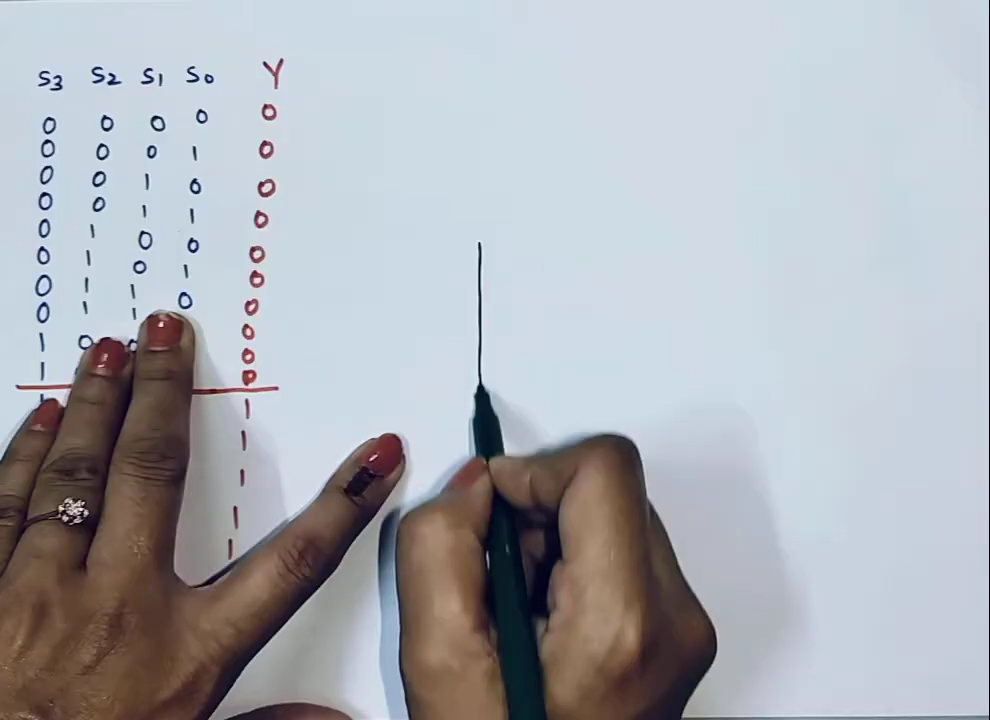 S3 S2 S1 S0 Y
0 0 0 0 0
0 0 0 1 0
0 0 1 0 0
0 0 1 1 0
0 1 0 0 0
0 1 0 1 0
0 1 1 0 0
0 1 1 0
1 0 0 0
1 0
1
1
1
1
1